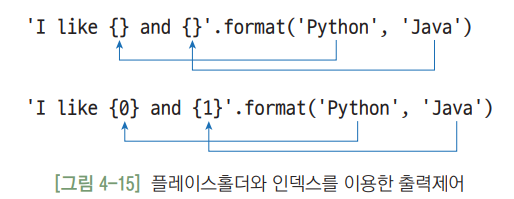 'I like {} and {}'.format('Python', 'Java')
'I like {0} and {1}'.format('Python', 'Java')
[그림 4-15] 플레이스홀더와 인덱스를 이용한 출력제어